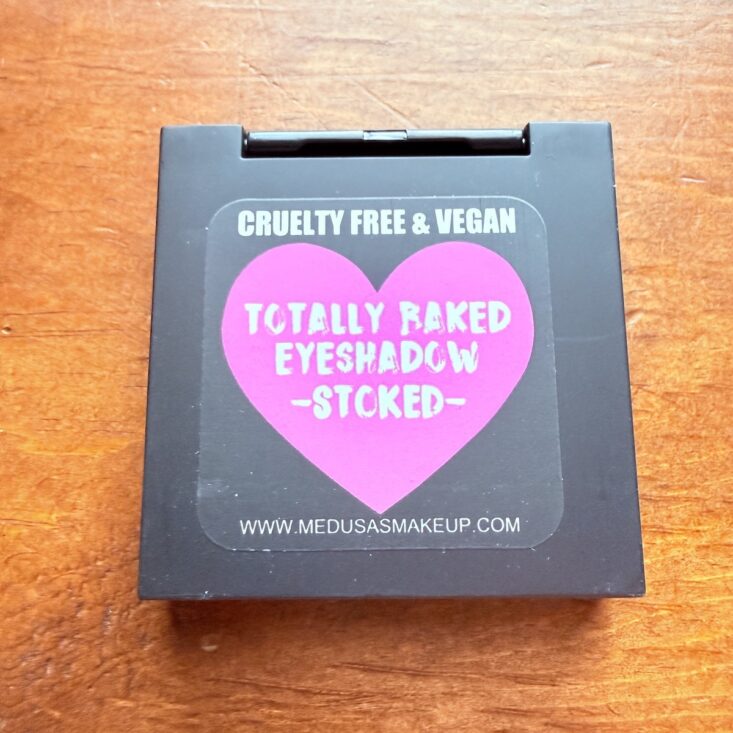 CRUELTY FREE & VEGAN
TOTALLY BAKED
EYESHADOW
-STOKED-
WWW.MEDUSASMAKEUP.COM